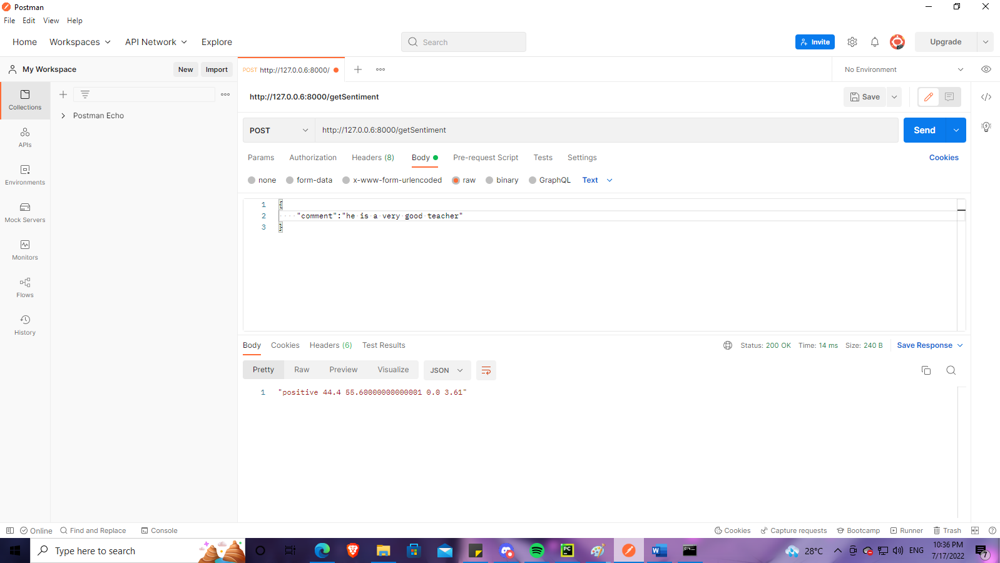 Postman
File Edit View Help
Home Workspaces API Network Explore Search Invite Upgrade
My Workspace New Import POST http://127.0.0.6:8000/ No Environment
Collections
APIs
Environments
Mock Servers
Monitors
Flows
History
Postman Echo
http://127.0.0.6:8000/getSentiment Save
POST http://127.0.0.6:8000/getSentiment Send
Params Authorization Headers (8) Body Pre-request Script Tests Settings Cookies
none form-data x-www-form-urlencoded raw binary GraphQL Text
1 {
2 "comment":"he is a very good teacher"
3 }
Body Cookies Headers (6) Test Results Status: 200 OK Time: 14 ms Size: 240 B Save Response
Pretty Raw Preview Visualize JSON
1 "positive 44.4 55.60000000000001 0.0 3.61"
Online Find and Replace Console Cookies Capture requests Bootcamp Runner Trash
Type here to search 28°C ENG 10:36 PM
7/17/2022 7